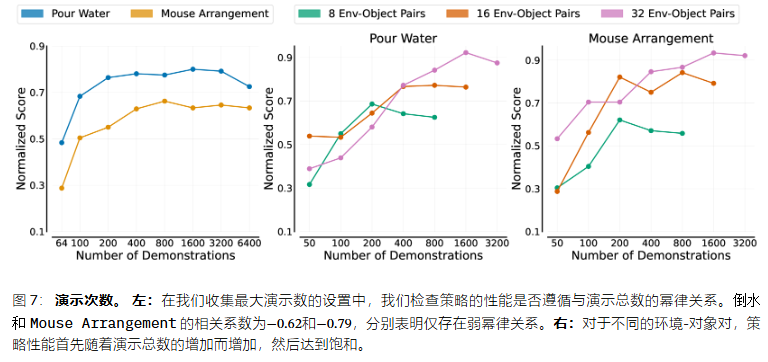 Pour Water
Mouse Arrangement
8 Env-Object Pairs
16 Env-Object Pairs
32 Env-Object Pairs
Normalized Score
0.9
0.7
0.5
0.3
0.1
64 100 200 400 800 1600 3200 6400
Number of Demonstrations
Pour Water
Normalized Score
0.9
0.7
0.5
0.3
0.1
50 100 200 400 800 1600 3200
Number of Demonstrations
Mouse Arrangement
Normalized Score
0.9
0.7
0.5
0.3
0.1
50 100 200 400 800 1600 3200
Number of Demonstrations
图 7: 演示次数。 左: 在我们收集最大演示数的设置中，我们检查策略的性能是否遵循与演示总数的幂律关系。倒水
和 Mouse Arrangement 的相关系数为−0.62和−0.79，分别表明仅存在弱幂律关系。右: 对于不同的环境-对象对，策
略性能首先随着演示总数的增加而增加，然后达到饱和。